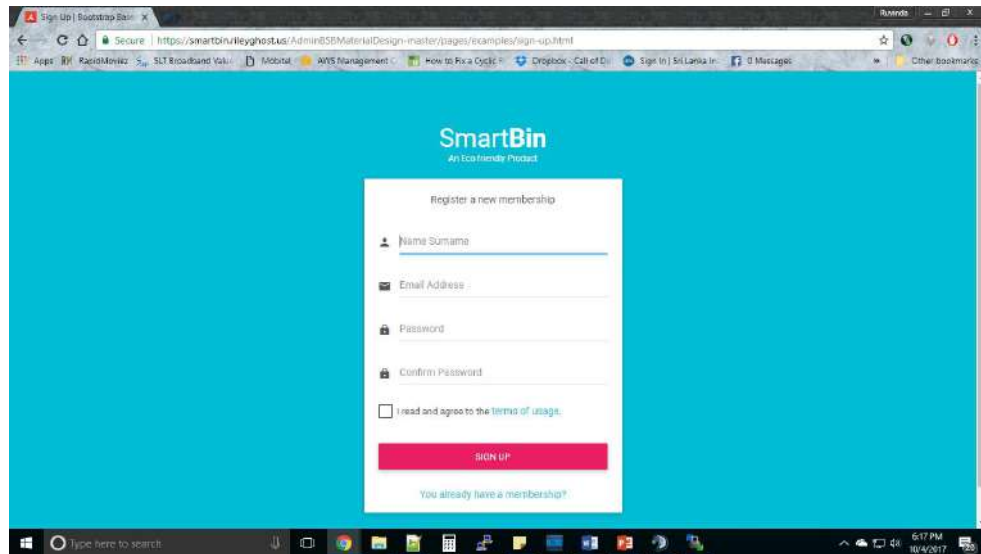 Sign Up | Bootstrap Base
Ruwinda
Secure | https://smartbin.rileyghost.us/AdminBSBMaterialDesign-master/pages/examples/sign-up.html
Apps RapidMoviez SLT Broadband Valu Mobitel AWS Management C How to Fix a Cyclic R Dropbox - Call of Du Sign In | Sri Lanka In 0 Messages » Other bookmarks
SmartBin
An Eco friendly Product
Register a new membership
Name Surname
Email Address
Password
Confirm Password
I read and agree to the terms of usage.
SIGN UP
You already have a membership?
Type here to search
6:17 PM
10/4/2017